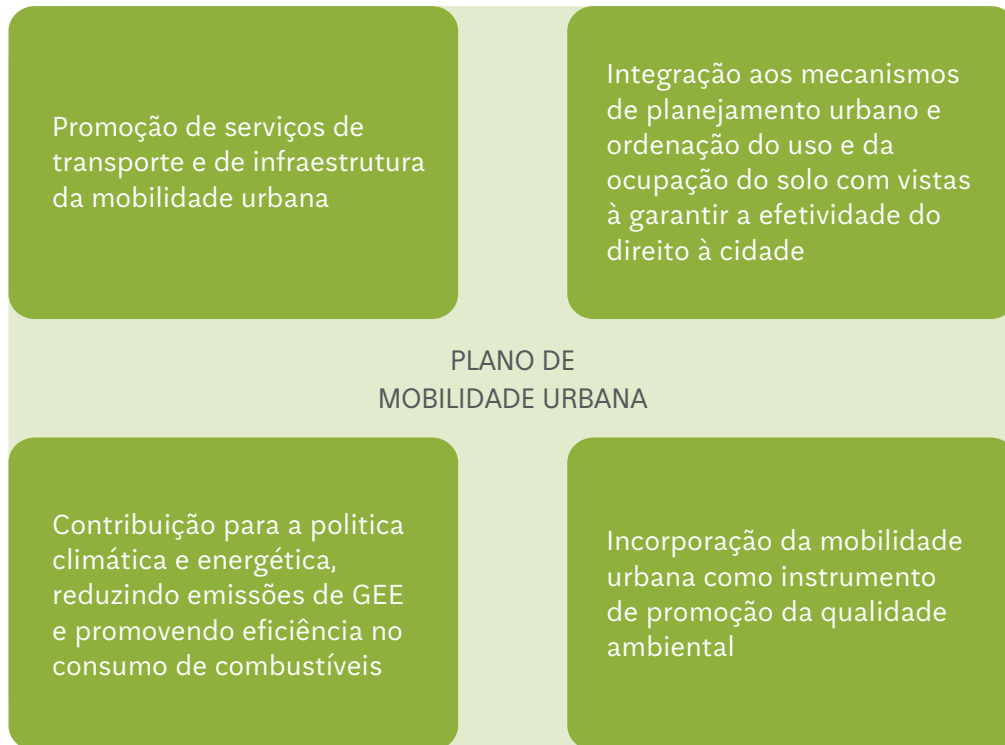 Promoção de serviços de
transporte e de infraestrutura
da mobilidade urbana
Integração aos mecanismos
de planejamento urbano e
ordenação do uso e da
ocupação do solo com vistas
à garantir a efetividade do
direito à cidade
PLANO DE
MOBILIDADE URBANA
Contribuição para a politica
climática e energética,
reduzindo emissões de GEE
e promovendo eficiência no
consumo de combustíveis
Incorporação da mobilidade
urbana como instrumento
de promoção da qualidade
ambiental